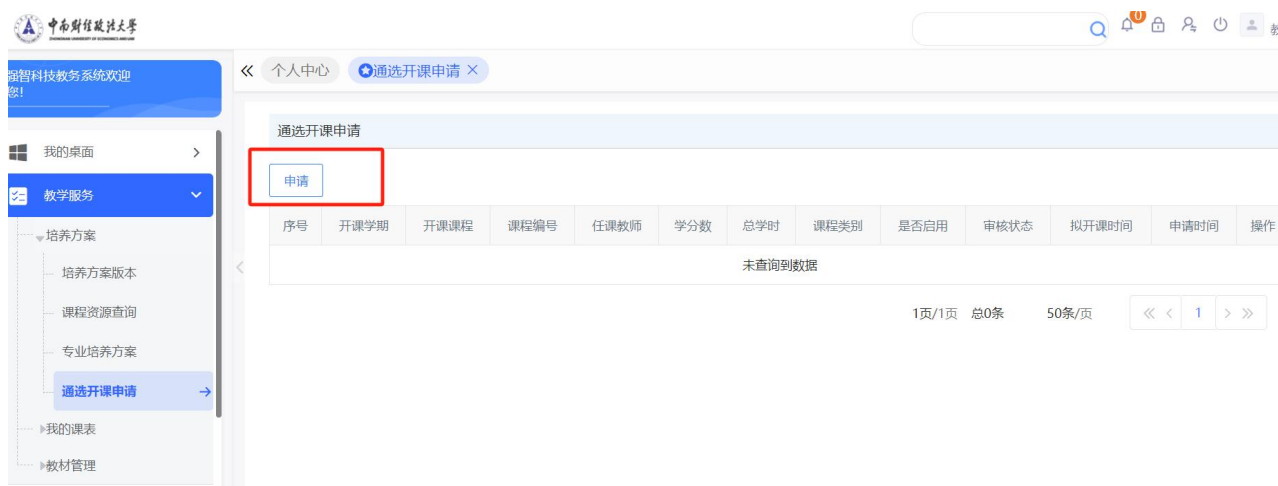 中南财经政法大学
ZHONGNAN UNIVERSITY OF ECONOMICS AND LAW
0
强智科技教务系统欢迎
您!
个人中心
通选开课申请 ×
通选开课申请
我的桌面
申请
教学服务
序号 开课学期 开课课程 课程编号 任课教师 学分数 总学时 课程类别 是否启用 审核状态 拟开课时间 申请时间 操作
培养方案
未查询到数据
培养方案版本
课程资源查询
1页/1页 总0条 50条/页 1
专业培养方案
通选开课申请
我的课表
教材管理